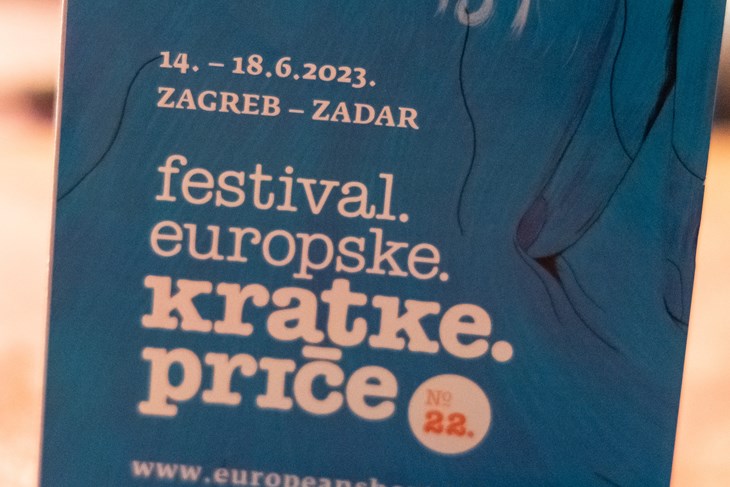 14. – 18.6.2023.
ZAGREB – ZADAR
festival.
europske.
kratke.
priče
No
22.